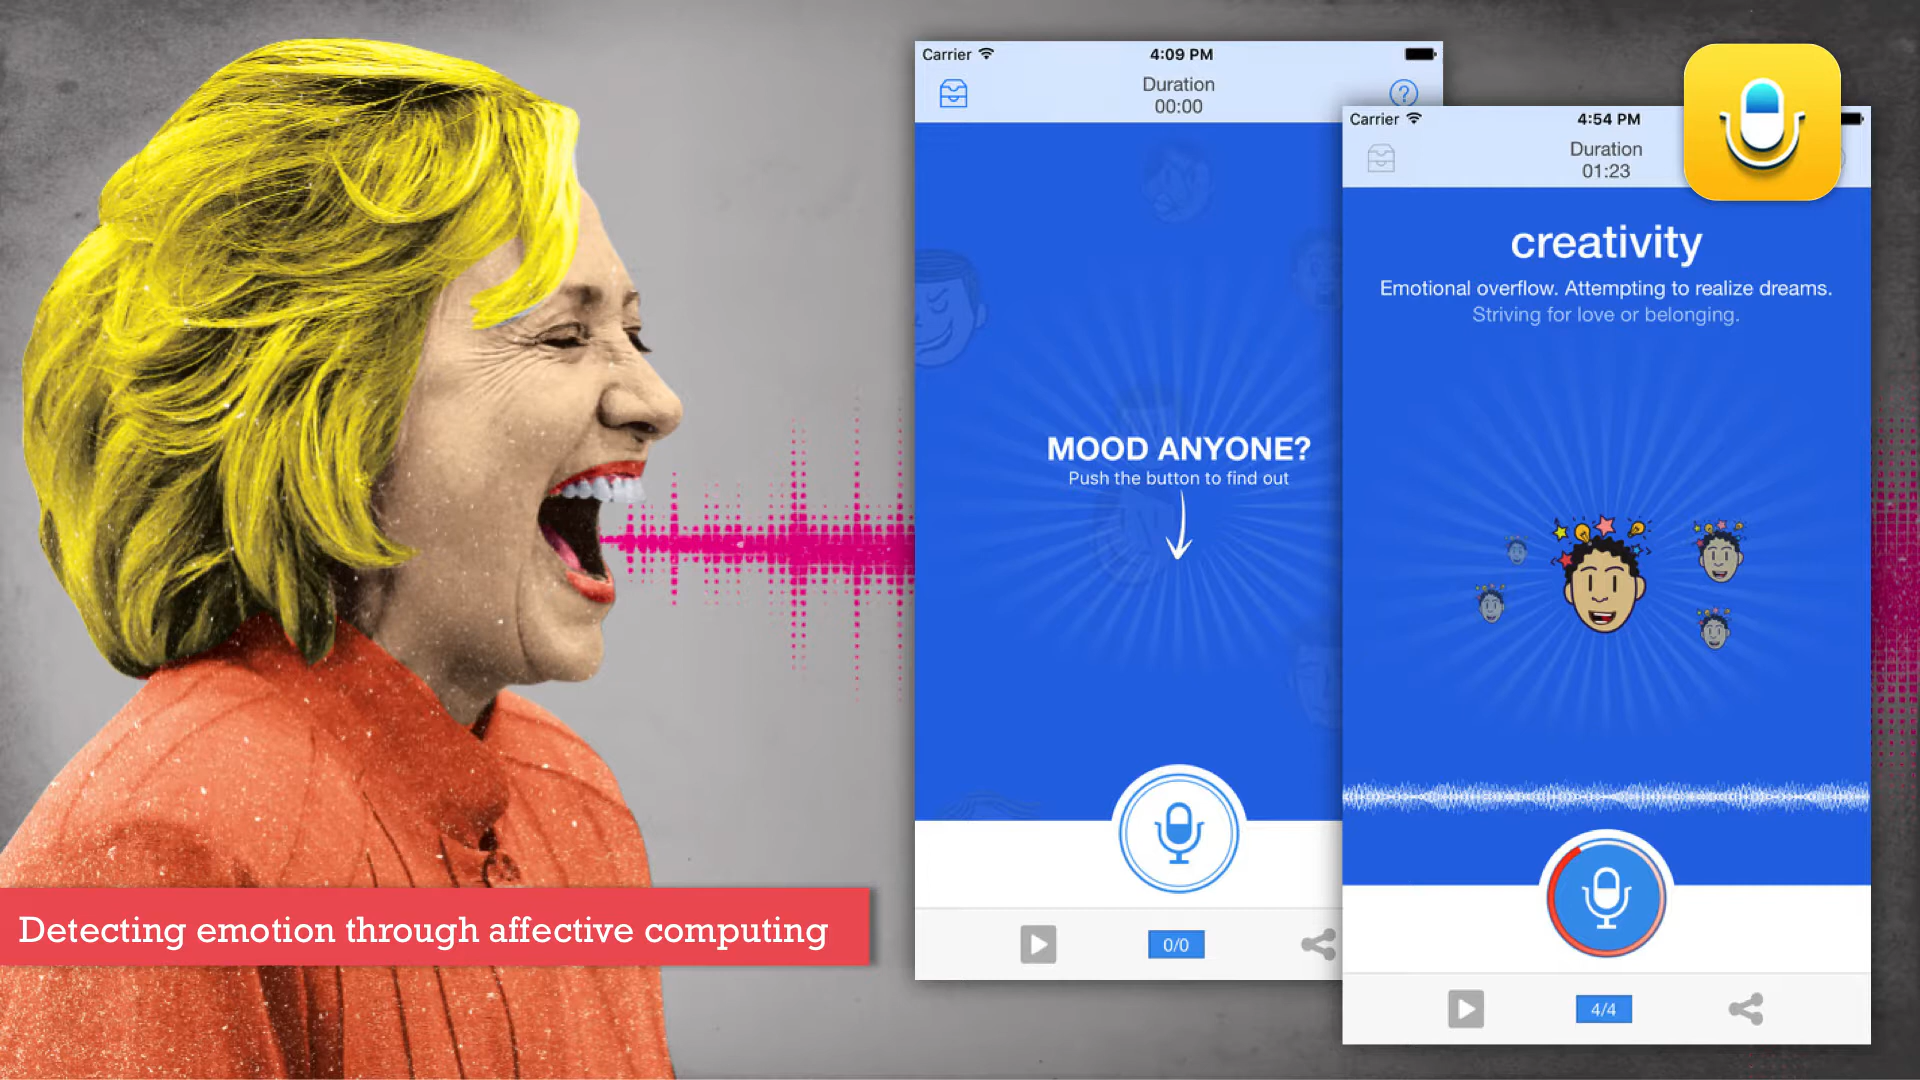 Carrier
4:09 PM
Duration
00:00
?
MOOD ANYONE?
Push the button to find out
0/0
Carrier
4:54 PM
Duration
01:23
creativity
Emotional overflow. Attempting to realize dreams.
Striving for love or belonging.
4/4
Detecting emotion through affective computing